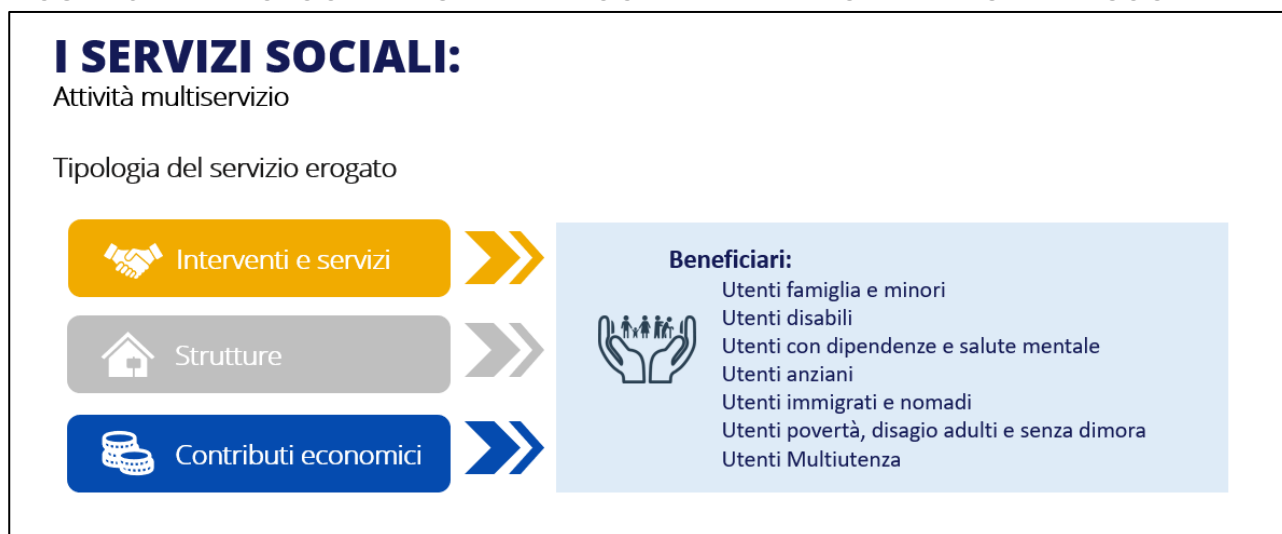 I SERVIZI SOCIALI:
Attività multiservizio
Tipologia del servizio erogato
Interventi e servizi
Strutture
Contributi economici
Beneficiari:
Utenti famiglia e minori
Utenti disabili
Utenti con dipendenze e salute mentale
Utenti anziani
Utenti immigrati e nomadi
Utenti povertà, disagio adulti e senza dimora
Utenti Multiutenza